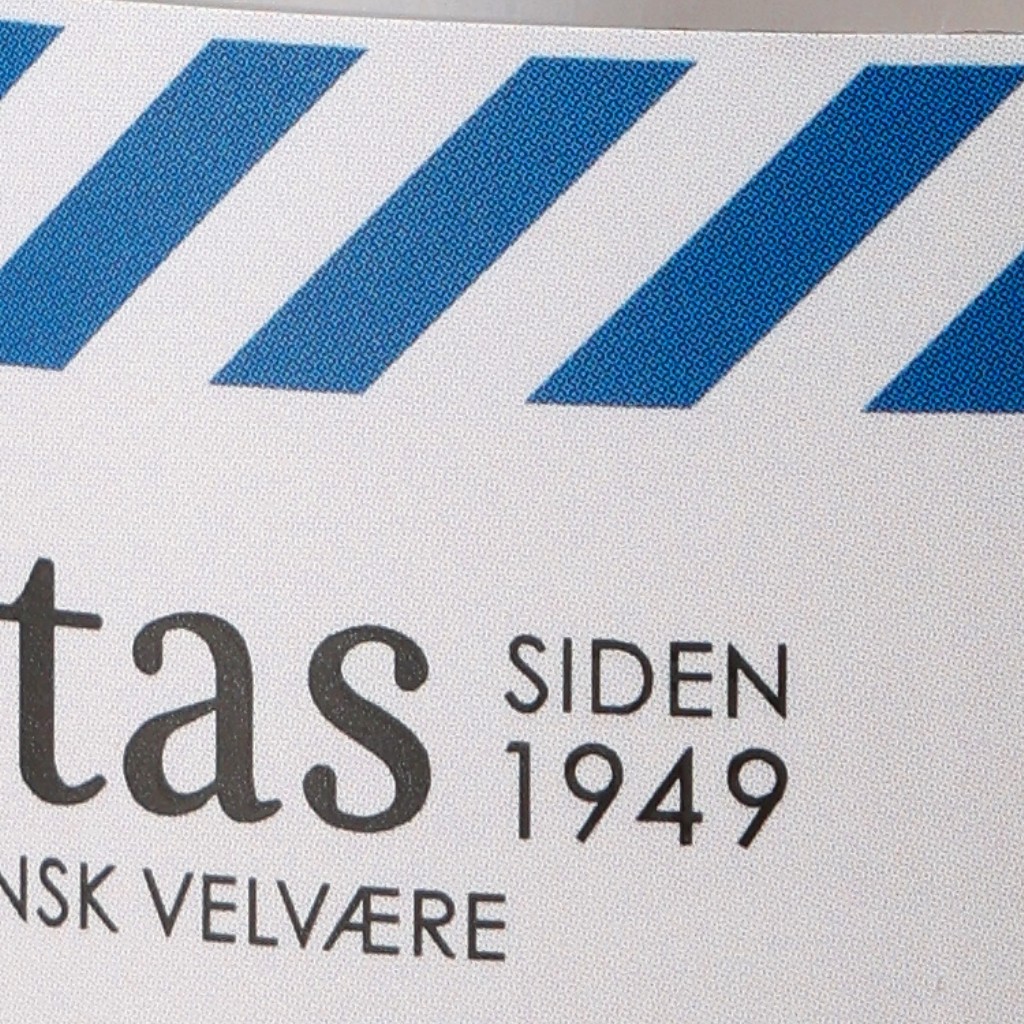 tas
SIDEN
1949
NSK VELVÆRE